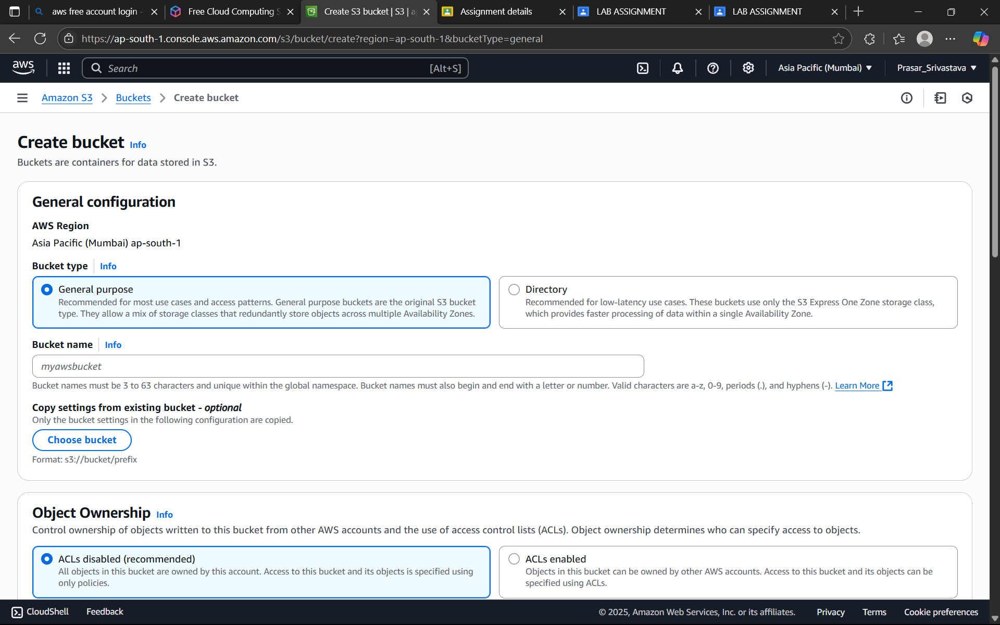 aws free account login -
Free Cloud Computing S
Create S3 bucket | S3 | a
Assignment details
LAB ASSIGNMENT
LAB ASSIGNMENT
https://ap-south-1.console.aws.amazon.com/s3/bucket/create?region=ap-south-1&bucketType=general
aws
Search
[Alt+S]
Asia Pacific (Mumbai)
Prasar_Srivastava
Amazon S3
Buckets
Create bucket
Create bucket Info
Buckets are containers for data stored in S3.
General configuration
AWS Region
Asia Pacific (Mumbai) ap-south-1
Bucket type Info
General purpose
Recommended for most use cases and access patterns. General purpose buckets are the original S3 bucket
type. They allow a mix of storage classes that redundantly store objects across multiple Availability Zones.
Directory
Recommended for low-latency use cases. These buckets use only the S3 Express One Zone storage class,
which provides faster processing of data within a single Availability Zone.
Bucket name Info
myawsbucket
Bucket names must be 3 to 63 characters and unique within the global namespace. Bucket names must also begin and end with a letter or number. Valid characters are a-z, 0-9, periods (.), and hyphens (-). Learn More
Copy settings from existing bucket - optional
Only the bucket settings in the following configuration are copied.
Choose bucket
Format: s3://bucket/prefix
Object Ownership Info
Control ownership of objects written to this bucket from other AWS accounts and the use of access control lists (ACLs). Object ownership determines who can specify access to objects.
ACLs disabled (recommended)
All objects in this bucket are owned by this account. Access to this bucket and its objects is specified using
only policies.
ACLs enabled
Objects in this bucket can be owned by other AWS accounts. Access to this bucket and its objects can be
specified using ACLs.
CloudShell
Feedback
© 2025, Amazon Web Services, Inc. or its affiliates.
Privacy
Terms
Cookie preferences